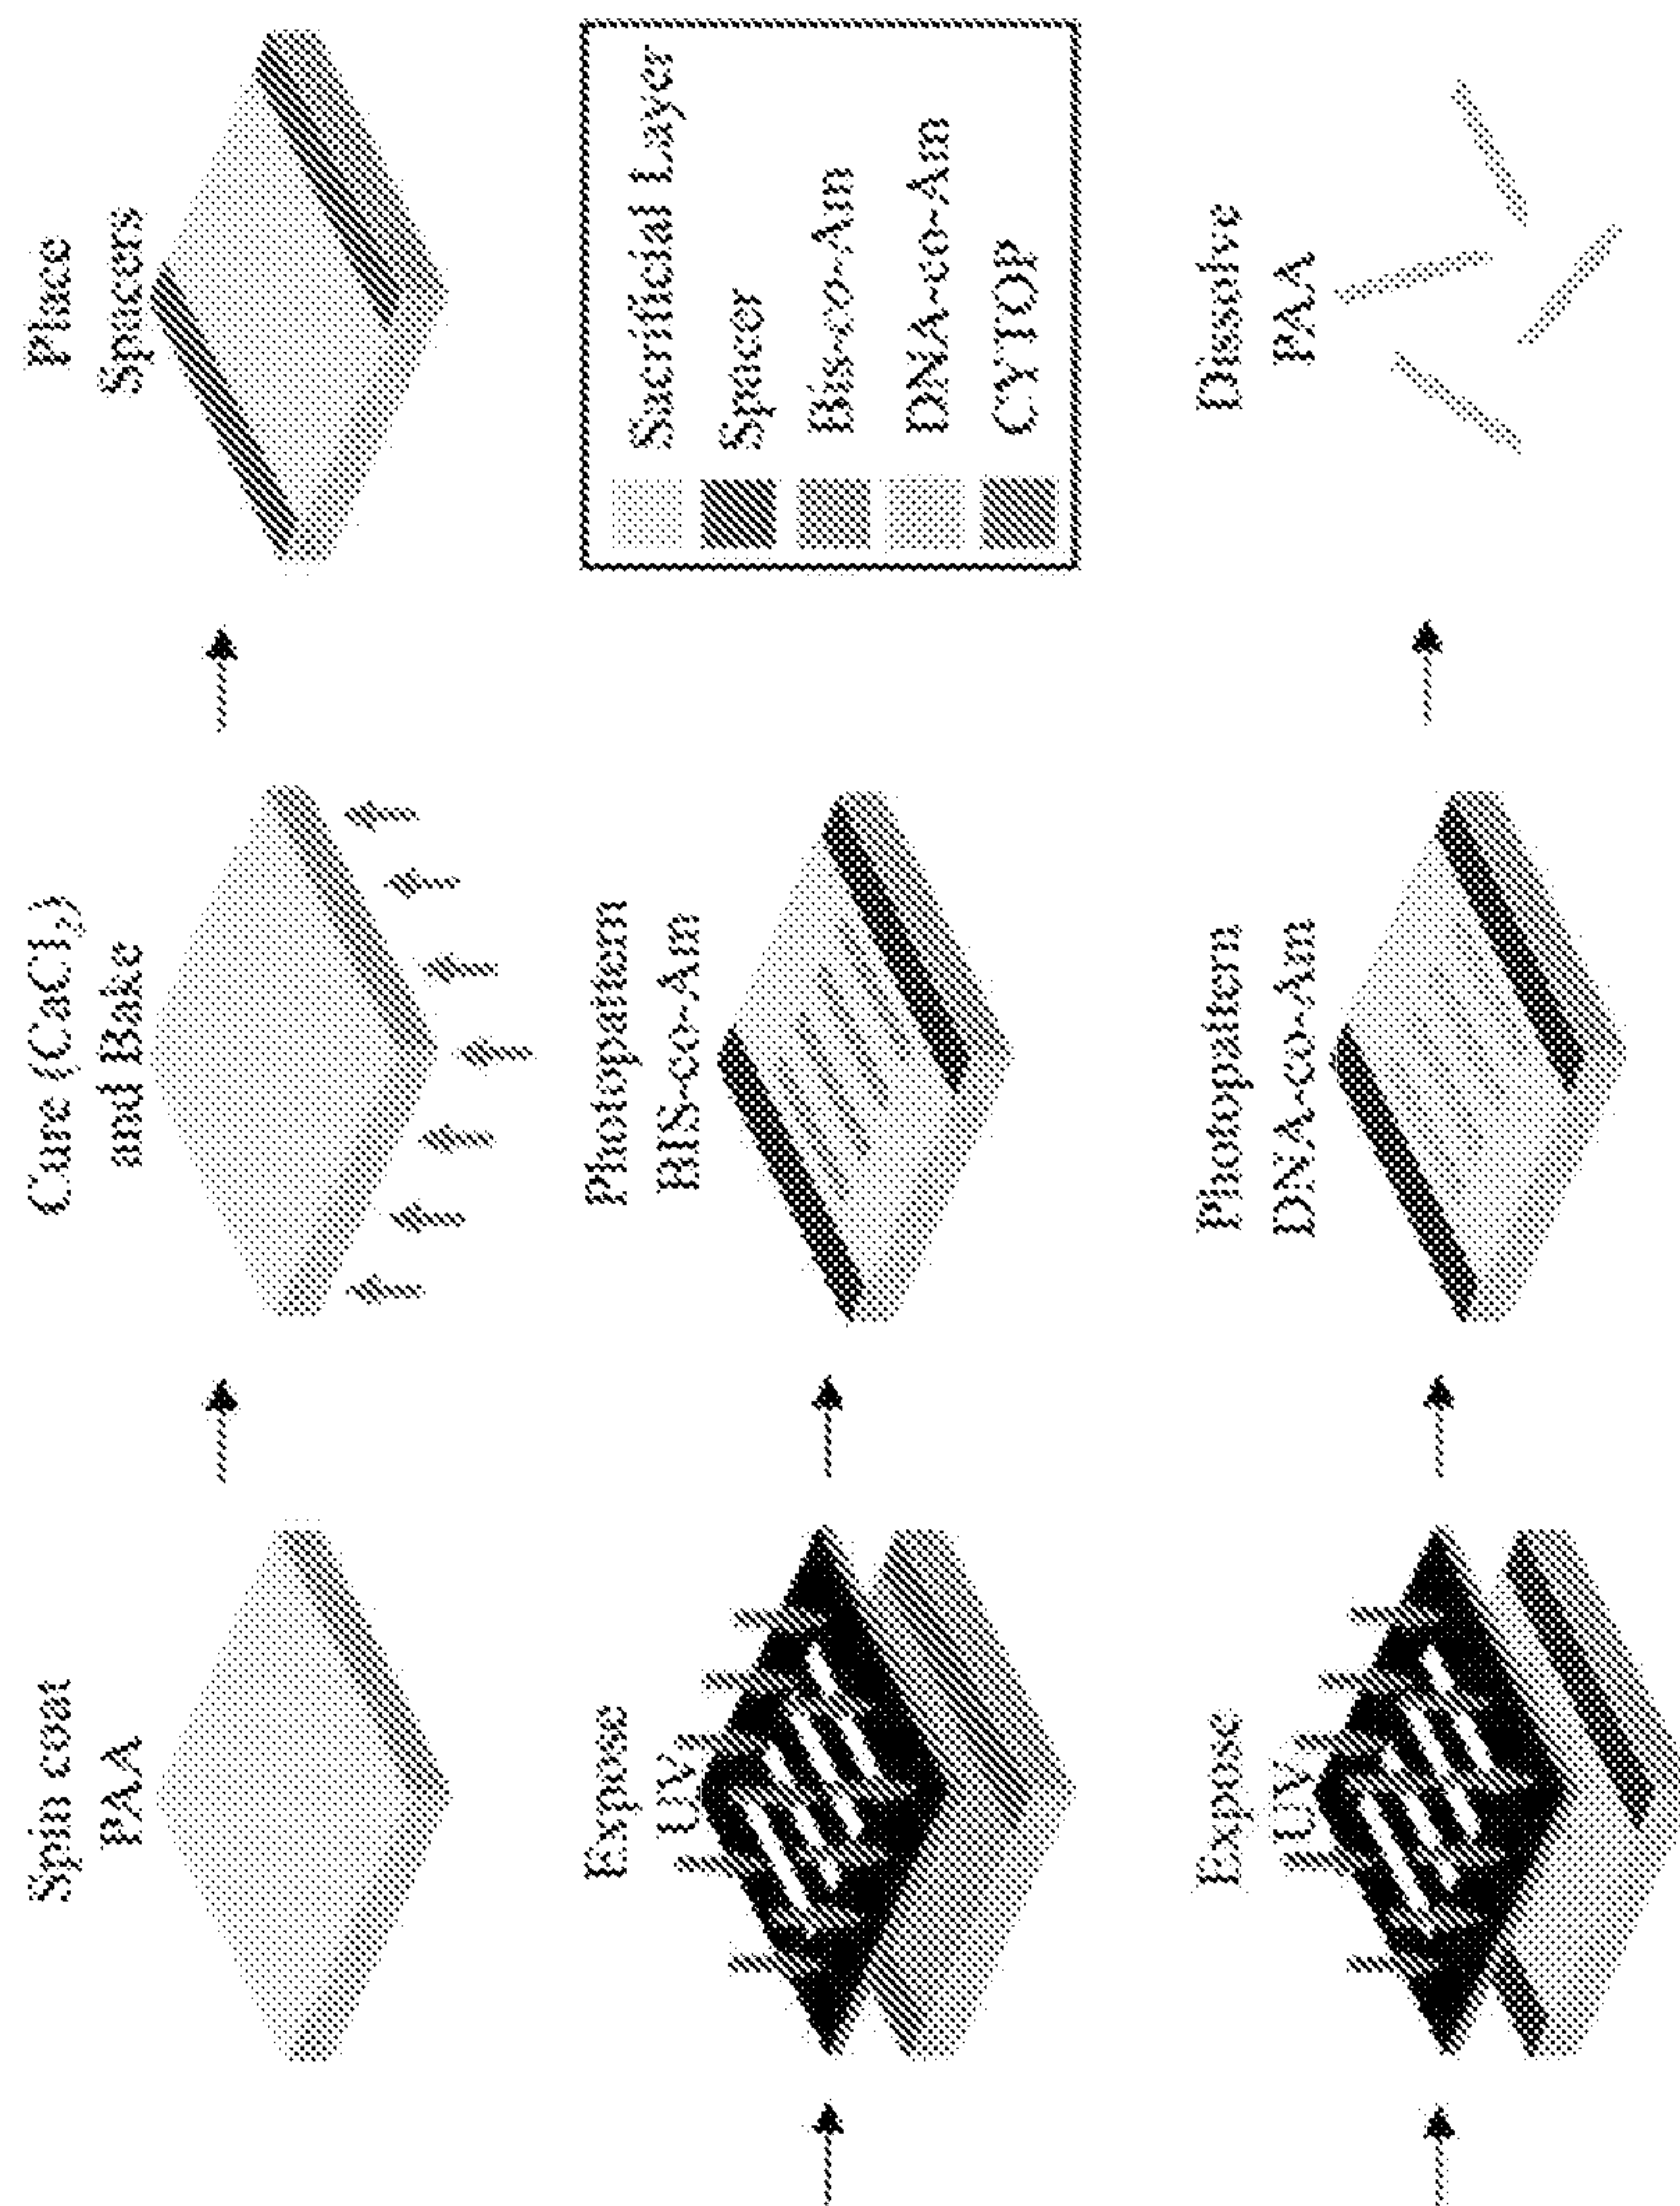 Spin coat
PAA
Cure (CaCl₂)
and Bake
Place
Spacers
Expose
UV
Photopattern
BIS-co-Am
Sacrificial Layer
Spacer
Bis-co-Am
DNA-co-Am
CYTOP
Expose
UV
Photopattern
DNA-co-Am
Dissolve
PAA